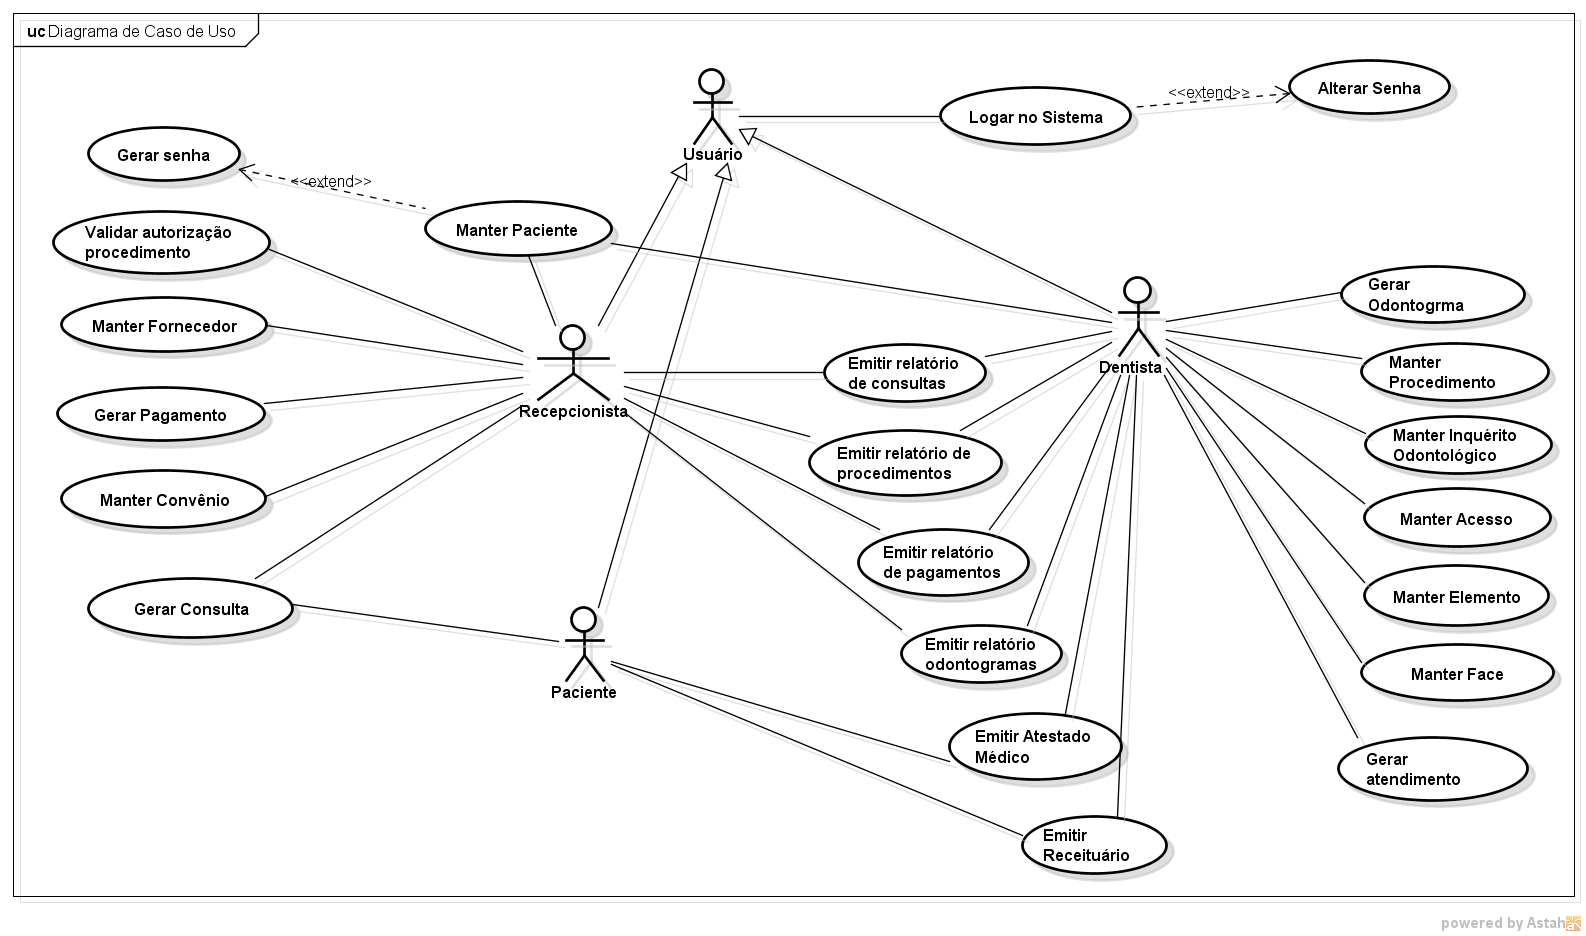 uc Diagrama de Caso de Uso
Usuário
Logar no Sistema
<<extend>>
Alterar Senha
Gerar senha
<<extend>>
Manter Paciente
Validar autorização
procedimento
Manter Fornecedor
Gerar Pagamento
Manter Convênio
Gerar Consulta
Recepcionista
Paciente
Dentista
Emitir relatório
de consultas
Emitir relatório de
procedimentos
Emitir relatório
de pagamentos
Emitir relatório
odontogramas
Emitir Atestado
Médico
Emitir
Receituário
Gerar
Odontogrma
Manter
Procedimento
Manter Inquérito
Odontológico
Manter Acesso
Manter Elemento
Manter Face
Gerar
atendimento
powered by Astah